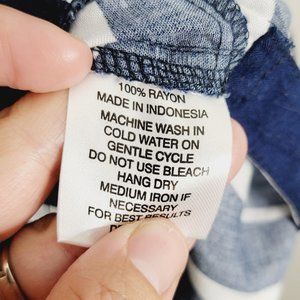 100% RAYON
MADE IN INDONESIA
MACHINE WASH IN
COLD WATER ON
GENTLE CYCLE
DO NOT USE BLEACH
HANG DRY
MEDIUM IRON IF
NECESSARY
FOR BEST RESULTS